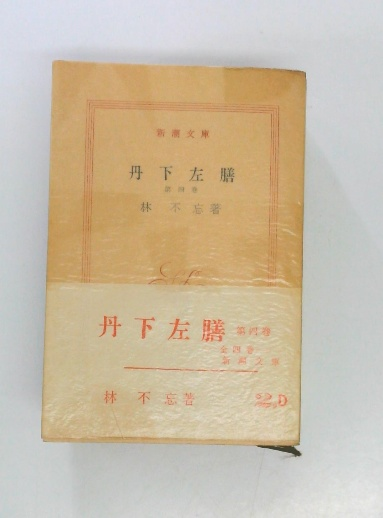 新潮文庫
丹下左膳
第四巻
林不忘著
丹下左膳 第四巻
全四巻
新潮文庫
林不忘著